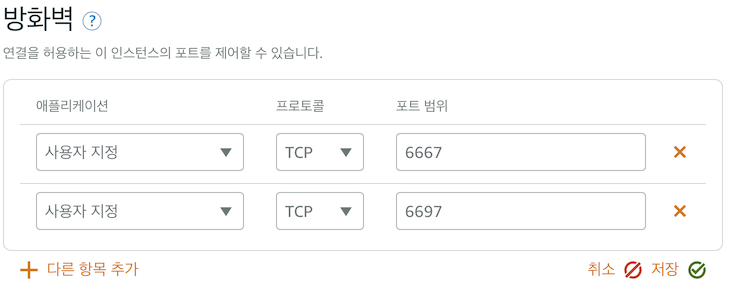 방화벽 ?
연결을 허용하는 이 인스턴스의 포트를 제어할 수 있습니다.
애플리케이션 프로토콜 포트 범위
사용자 지정 TCP 6667
사용자 지정 TCP 6697
다른 항목 추가 취소 저장